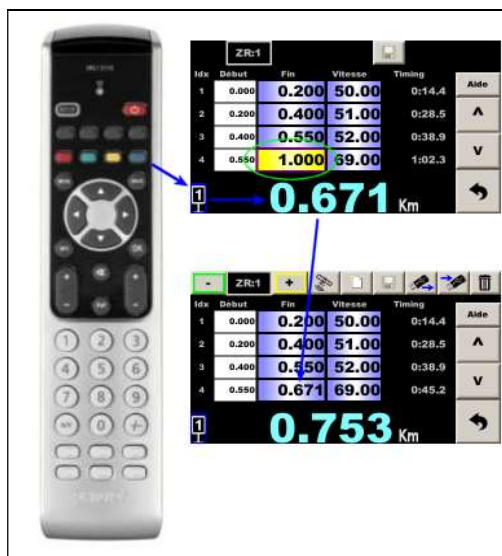 ZR:1
Idx Début Fin Vitesse Timing
1 0.000 0.200 50.00 0:14.4
2 0.200 0.400 51.00 0:28.5
3 0.400 0.550 52.00 0:38.9
4 0.550 1.000 69.00 1:02.3
Aide
V
1 0.671 Km
- ZR:1 +
Idx Début Fin Vitesse Timing
1 0.000 0.200 50.00 0:14.4
2 0.200 0.400 51.00 0:28.5
3 0.400 0.550 52.00 0:38.9
4 0.550 0.671 69.00 0:45.2
Aide
V
1 0.753 Km
1 2 3
4 5 6
7 8 9
0